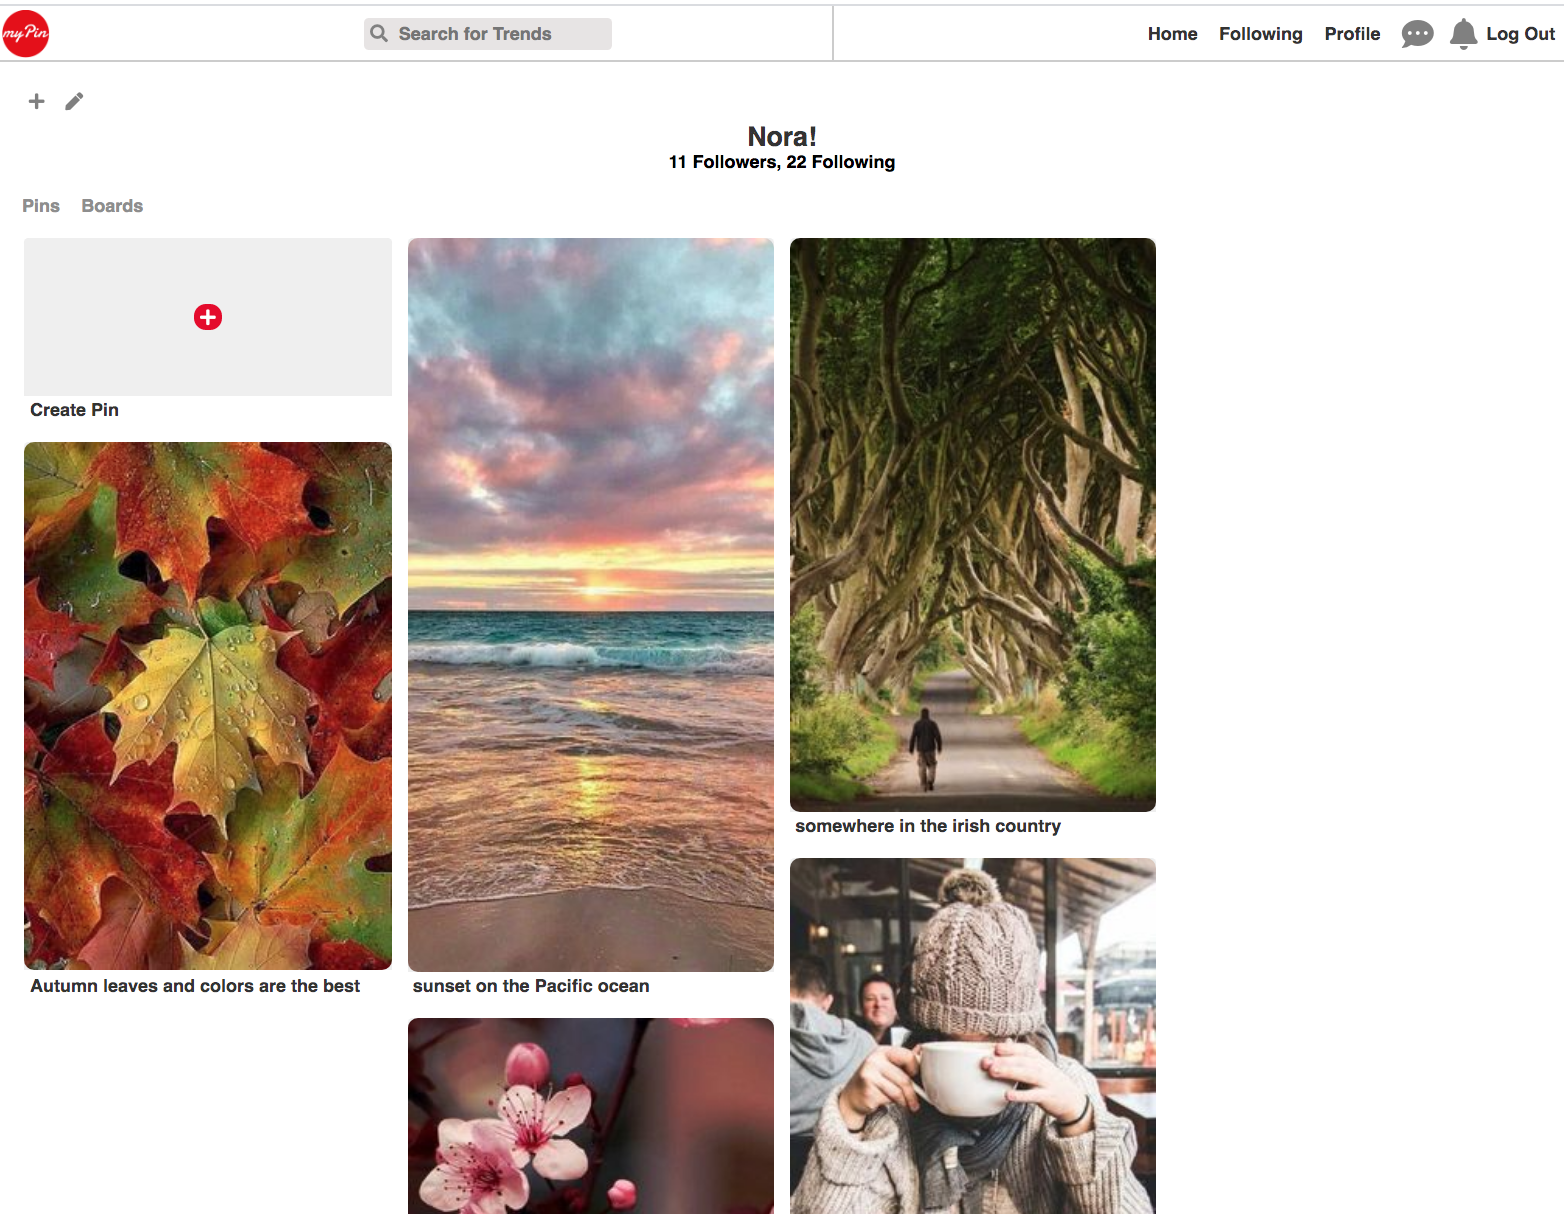 myPin
Search for Trends
Home
Following
Profile
Log Out
Nora!
11 Followers, 22 Following
Pins
Boards
Create Pin
Autumn leaves and colors are the best
sunset on the Pacific ocean
somewhere in the irish country